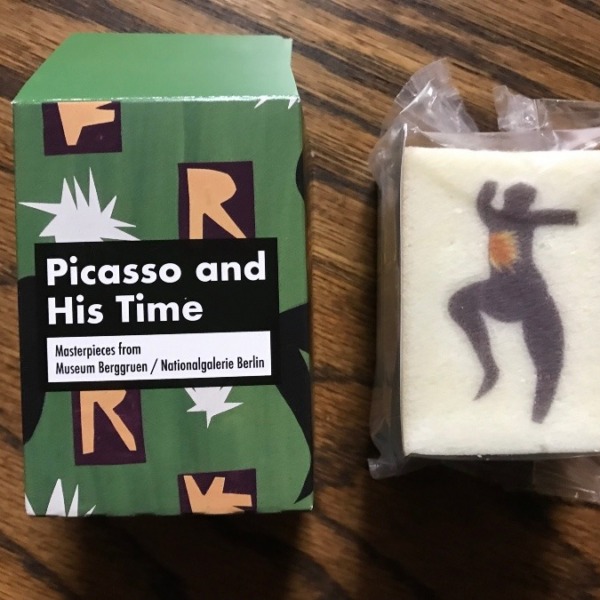 R
Picasso and
His Time
Masterpieces from
Museum Berggruen / Nationalgalerie Berlin
R